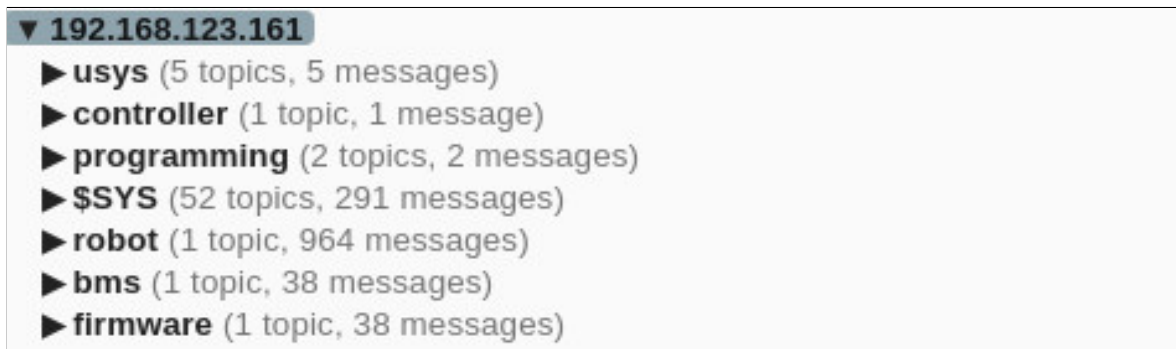 ▼ 192.168.123.161
▶ usys (5 topics, 5 messages)
▶ controller (1 topic, 1 message)
▶ programming (2 topics, 2 messages)
▶ $SYS (52 topics, 291 messages)
▶ robot (1 topic, 964 messages)
▶ bms (1 topic, 38 messages)
▶ firmware (1 topic, 38 messages)